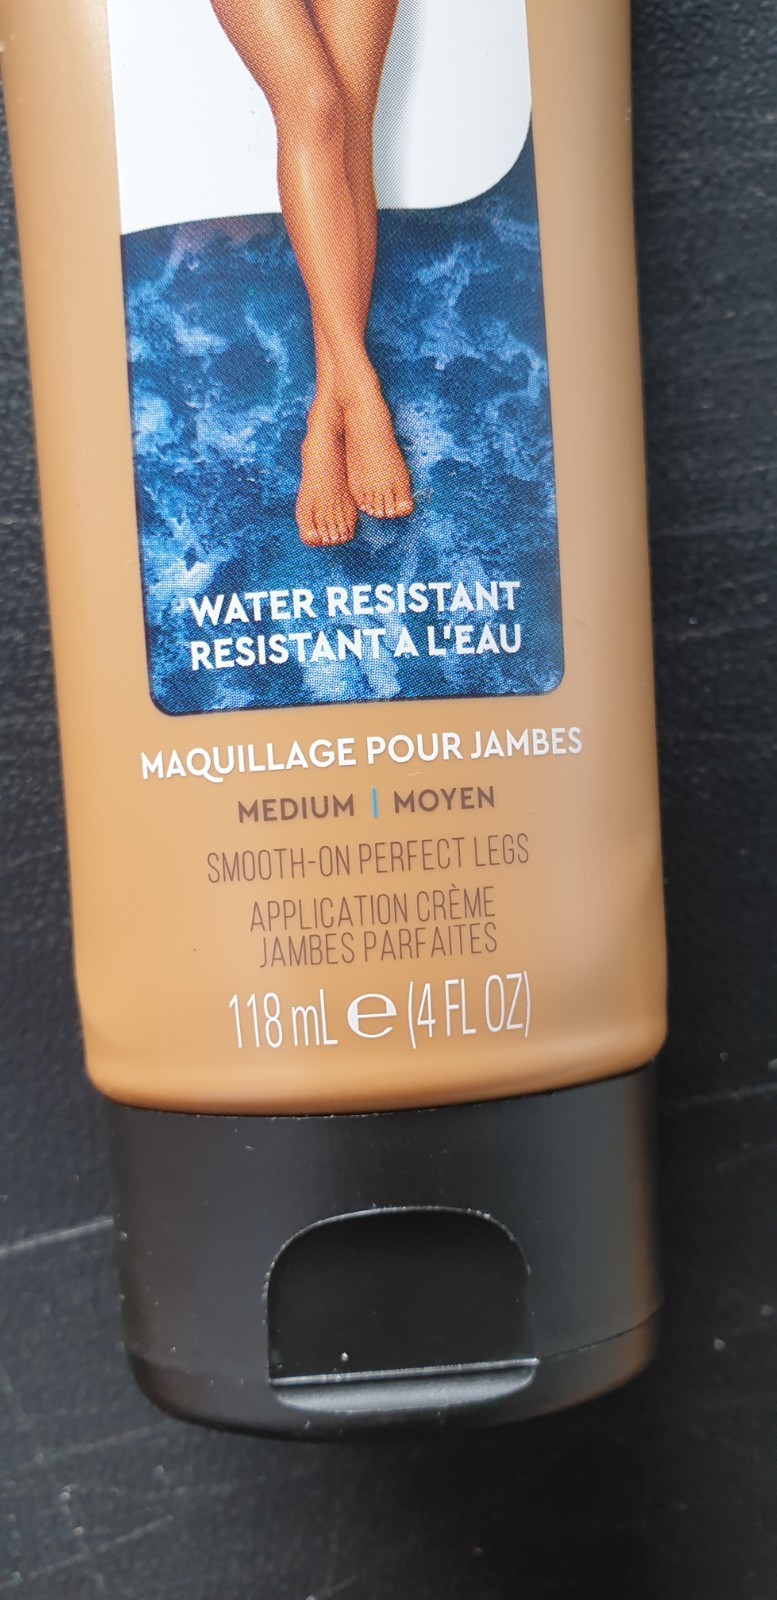 WATER RESISTANT
RESISTANT A L'EAU
MAQUILLAGE POUR JAMBES
MEDIUM | MOYEN
SMOOTH-ON PERFECT LEGS
APPLICATION CRÈME
JAMBES PARFAITES
118 mL e (4 FL OZ)